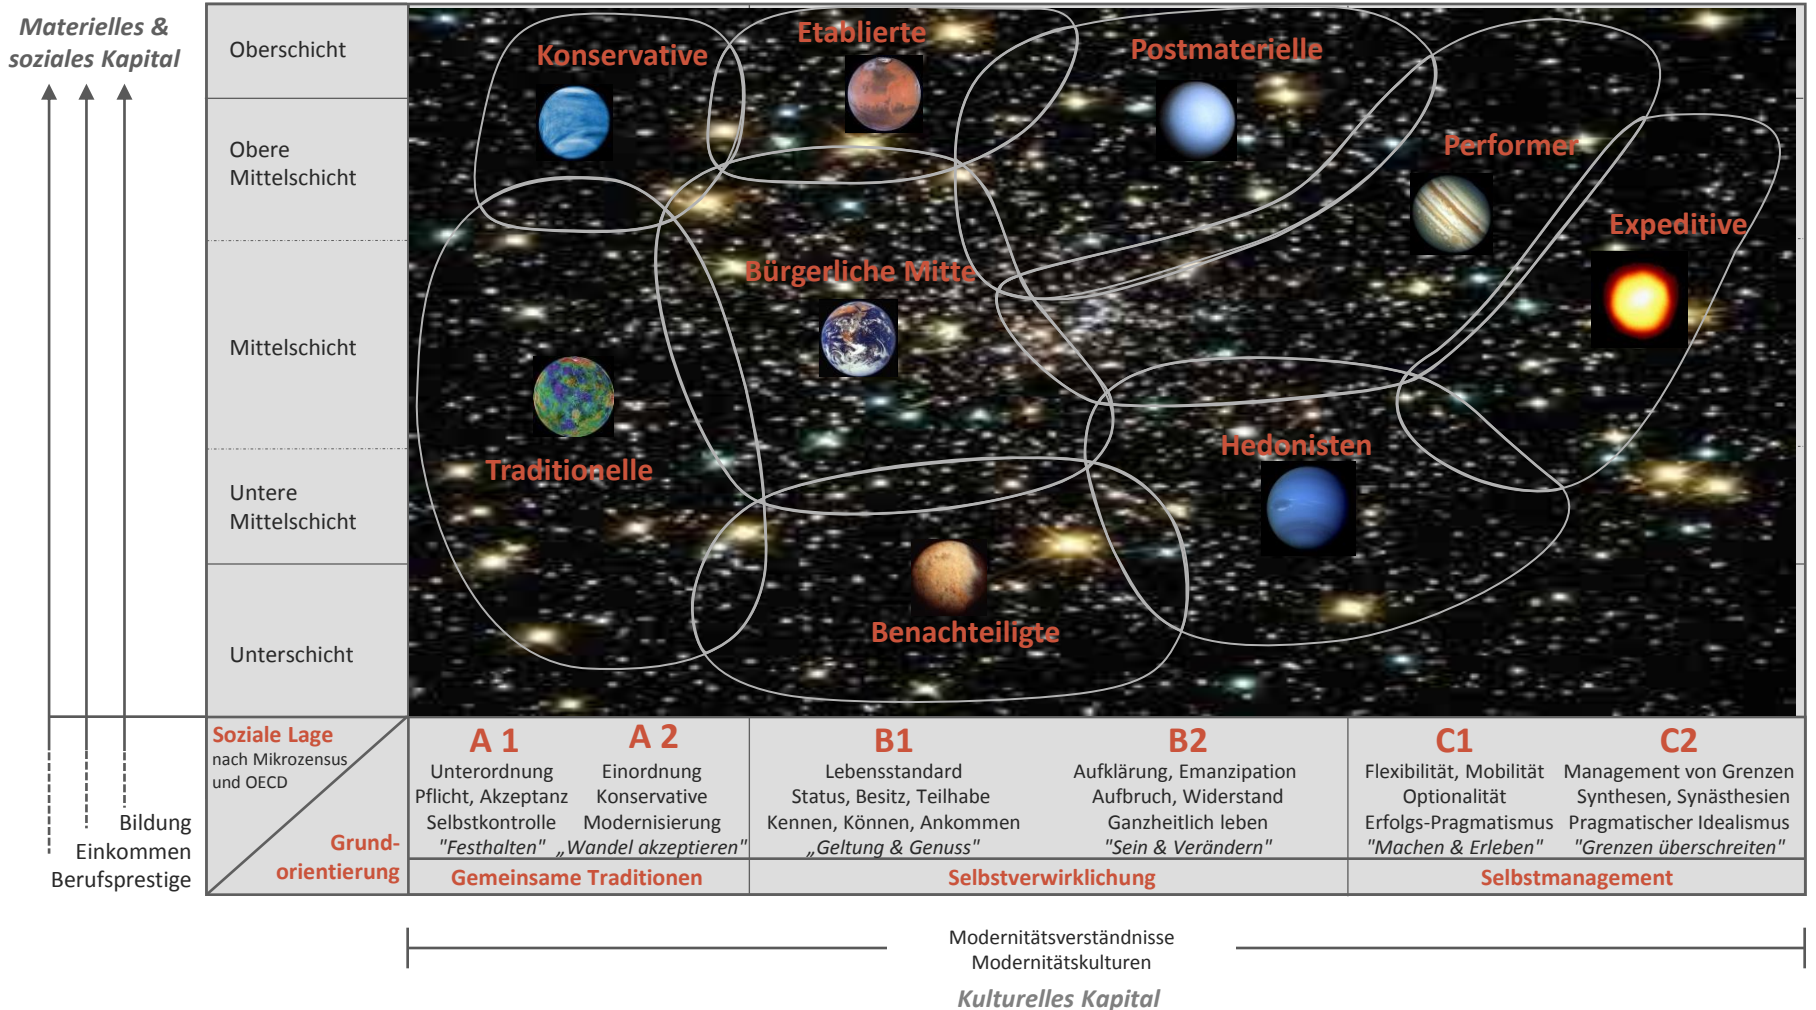 Materielles &
soziales Kapital
Oberschicht
Obere
Mittelschicht
Mittelschicht
Untere
Mittelschicht
Unterschicht
Konservative
Etablierte
Postmaterielle
Performer
Expeditive
Bürgerliche Mitte
Traditionelle
Hedonisten
Benachteiligte
Soziale Lage
nach Mikrozensus
und OECD
Grund-
orientierung
Bildung
Einkommen
Berufsprestige
A 1
Unterordnung
Pflicht, Akzeptanz
Selbstkontrolle
"Festhalten"
A 2
Einordnung
Konservative
Modernisierung
„Wandel akzeptieren"
B1
Lebensstandard
Status, Besitz, Teilhabe
Kennen, Können, Ankommen
„Geltung & Genuss"
B2
Aufklärung, Emanzipation
Aufbruch, Widerstand
Ganzheitlich leben
"Sein & Verändern"
C1
Flexibilität, Mobilität
Optionalität
Erfolgs-Pragmatismus
"Machen & Erleben"
C2
Management von Grenzen
Synthesen, Synästhesien
Pragmatischer Idealismus
"Grenzen überschreiten"
Gemeinsame Traditionen
Selbstverwirklichung
Selbstmanagement
Modernitätsverständnisse
Modernitätskulturen
Kulturelles Kapital